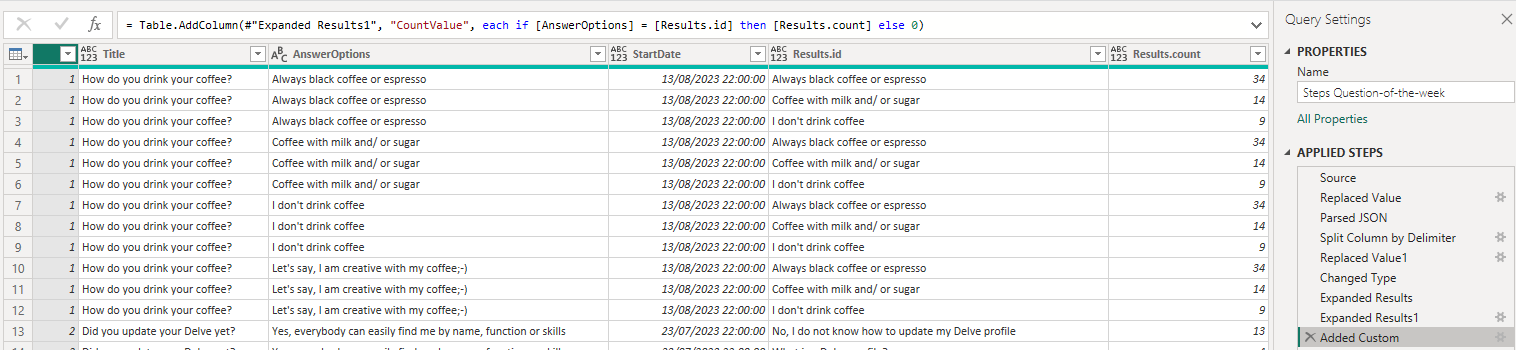 = Table.AddColumn(#"Expanded Results1", "CountValue", each if [AnswerOptions] = [Results.id] then [Results.count] else 0)
ABC 123 Title ABC AnswerOptions ABC 123 StartDate ABC 123 Results.id ABC 123 Results.count
1 1 How do you drink your coffee? Always black coffee or espresso 13/08/2023 22:00:00 Always black coffee or espresso 34
2 1 How do you drink your coffee? Always black coffee or espresso 13/08/2023 22:00:00 Coffee with milk and/ or sugar 14
3 1 How do you drink your coffee? Always black coffee or espresso 13/08/2023 22:00:00 I don't drink coffee 9
4 1 How do you drink your coffee? Coffee with milk and/ or sugar 13/08/2023 22:00:00 Always black coffee or espresso 34
5 1 How do you drink your coffee? Coffee with milk and/ or sugar 13/08/2023 22:00:00 Coffee with milk and/ or sugar 14
6 1 How do you drink your coffee? Coffee with milk and/ or sugar 13/08/2023 22:00:00 I don't drink coffee 9
7 1 How do you drink your coffee? I don't drink coffee 13/08/2023 22:00:00 Always black coffee or espresso 34
8 1 How do you drink your coffee? I don't drink coffee 13/08/2023 22:00:00 Coffee with milk and/ or sugar 14
9 1 How do you drink your coffee? I don't drink coffee 13/08/2023 22:00:00 I don't drink coffee 9
10 1 How do you drink your coffee? Let's say, I am creative with my coffee;-) 13/08/2023 22:00:00 Always black coffee or espresso 34
11 1 How do you drink your coffee? Let's say, I am creative with my coffee;-) 13/08/2023 22:00:00 Coffee with milk and/ or sugar 14
12 1 How do you drink your coffee? Let's say, I am creative with my coffee;-) 13/08/2023 22:00:00 I don't drink coffee 9
13 2 Did you update your Delve yet? Yes, everybody can easily find me by name, function or skills 23/07/2023 22:00:00 No, I do not know how to update my Delve profile 13
Query Settings
PROPERTIES
Name
Steps Question-of-the-week
All Properties
APPLIED STEPS
Source
Replaced Value
Parsed JSON
Split Column by Delimiter
Replaced Value1
Changed Type
Expanded Results
Expanded Results1
Added Custom